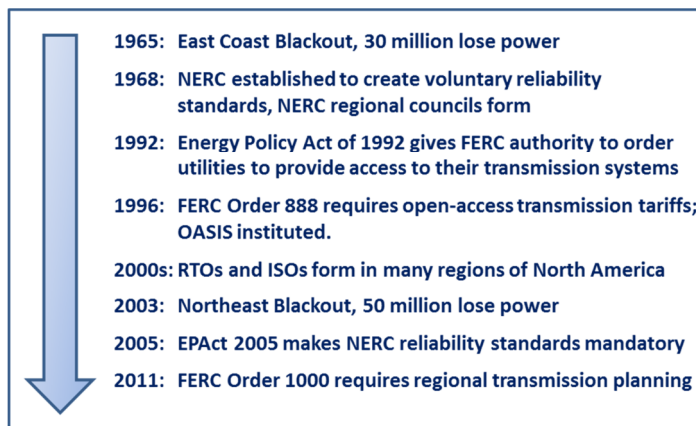 1965: East Coast Blackout, 30 million lose power
1968: NERC established to create voluntary reliability
standards, NERC regional councils form
1992: Energy Policy Act of 1992 gives FERC authority to order
utilities to provide access to their transmission systems
1996: FERC Order 888 requires open-access transmission tariffs;
OASIS instituted.
2000s: RTOs and ISOs form in many regions of North America
2003: Northeast Blackout, 50 million lose power
2005: EPAct 2005 makes NERC reliability standards mandatory
2011: FERC Order 1000 requires regional transmission planning